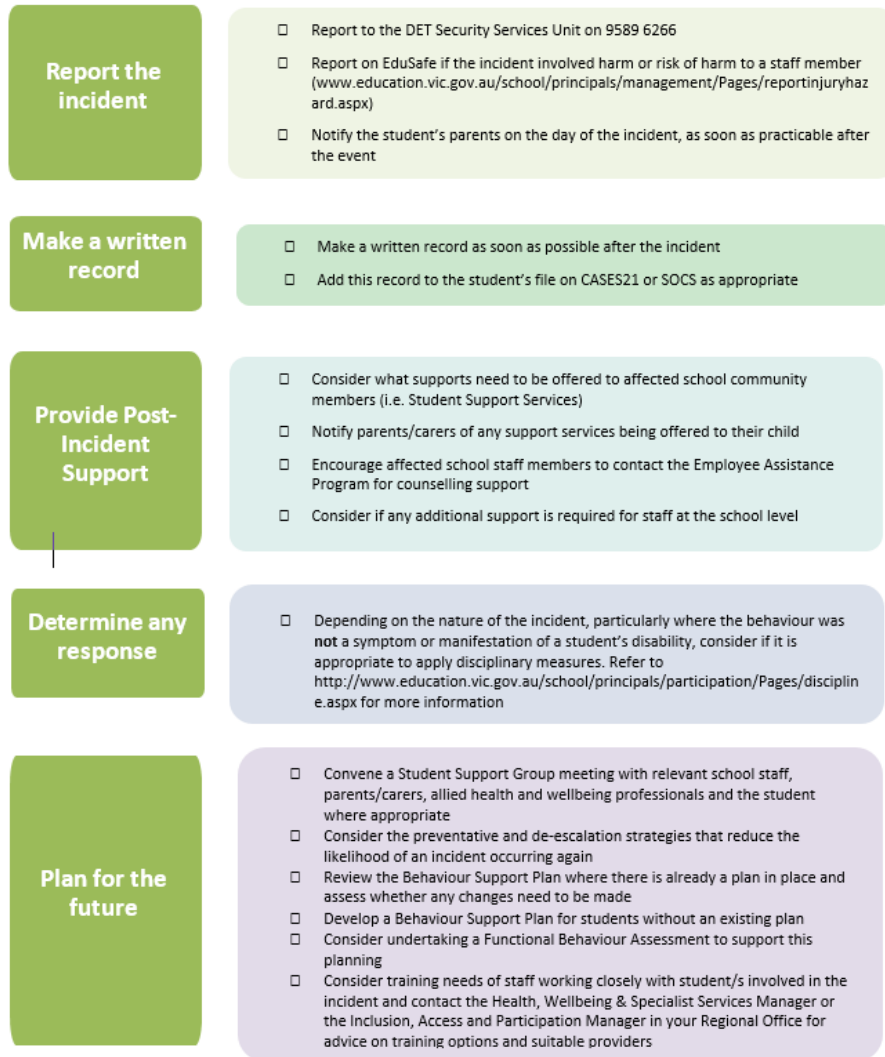 Report the
incident
☐ Report to the DET Security Services Unit on 9589 6266
☐ Report on EduSafe if the incident involved harm or risk of harm to a staff member
(www.education.vic.gov.au/school/principals/management/Pages/reportinjuryhaz
ard.aspx)
☐ Notify the student's parents on the day of the incident, as soon as practicable after
the event
Make a written
record
☐ Make a written record as soon as possible after the incident
☐ Add this record to the student's file on CASES21 or SOCS as appropriate
Provide Post-
Incident
Support
☐ Consider what supports need to be offered to affected school community
members (i.e. Student Support Services)
☐ Notify parents/carers of any support services being offered to their child
☐ Encourage affected school staff members to contact the Employee Assistance
Program for counselling support
☐ Consider if any additional support is required for staff at the school level
Determine any
response
☐ Depending on the nature of the incident, particularly where the behaviour was
not a symptom or manifestation of a student's disability, consider if it is
appropriate to apply disciplinary measures. Refer to
http://www.education.vic.gov.au/school/principals/participation/Pages/disciplin
e.aspx for more information
Plan for the
future
☐ Convene a Student Support Group meeting with relevant school staff,
parents/carers, allied health and wellbeing professionals and the student
where appropriate
☐ Consider the preventative and de-escalation strategies that reduce the
likelihood of an incident occurring again
☐ Review the Behaviour Support Plan where there is already a plan in place and
assess whether any changes need to be made
☐ Develop a Behaviour Support Plan for students without an existing plan
☐ Consider undertaking a Functional Behaviour Assessment to support this
planning
☐ Consider training needs of staff working closely with student/s involved in the
incident and contact the Health, Wellbeing & Specialist Services Manager or
the Inclusion, Access and Participation Manager in your Regional Office for
advice on training options and suitable providers